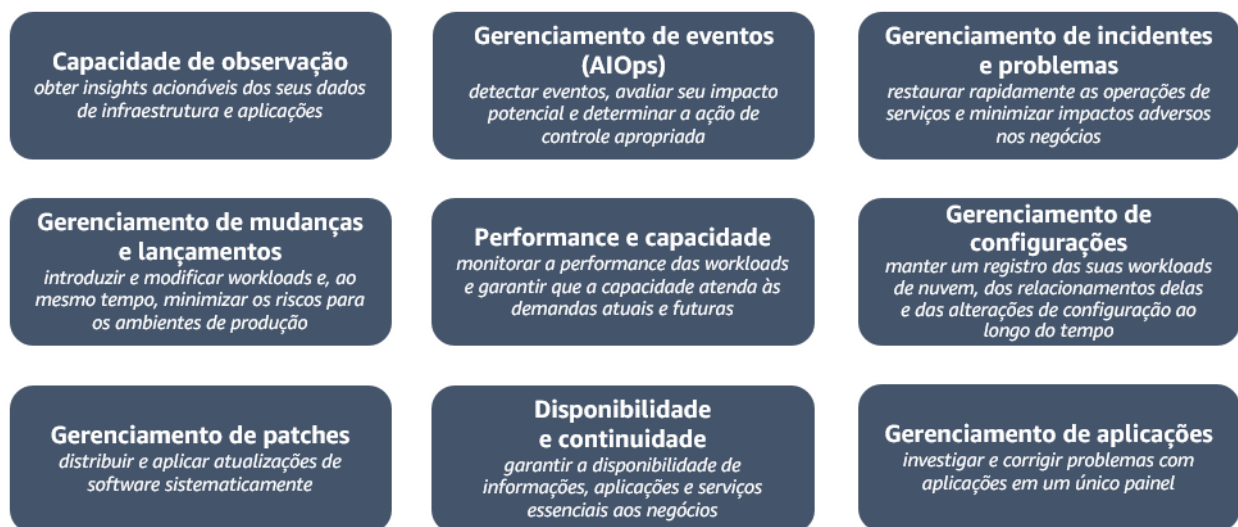 Capacidade de observação
obter insights acionáveis dos seus dados
de infraestrutura e aplicações
Gerenciamento de eventos
(AIOps)
detectar eventos, avaliar seu impacto
potencial e determinar a ação de
controle apropriada
Gerenciamento de incidentes
e problemas
restaurar rapidamente as operações de
serviços e minimizar impactos adversos
nos negócios
Gerenciamento de mudanças
e lançamentos
introduzir e modificar workloads e, ao
mesmo tempo, minimizar os riscos para
os ambientes de produção
Performance e capacidade
monitorar a performance das workloads
e garantir que a capacidade atenda às
demandas atuais e futuras
Gerenciamento de
configurações
manter um registro das suas workloads
de nuvem, dos relacionamentos delas
e das alterações de configuração ao
longo do tempo
Gerenciamento de patches
distribuir e aplicar atualizações de
software sistematicamente
Disponibilidade
e continuidade
garantir a disponibilidade de
informações, aplicações e serviços
essenciais aos negócios
Gerenciamento de aplicações
investigar e corrigir problemas com
aplicações em um único painel